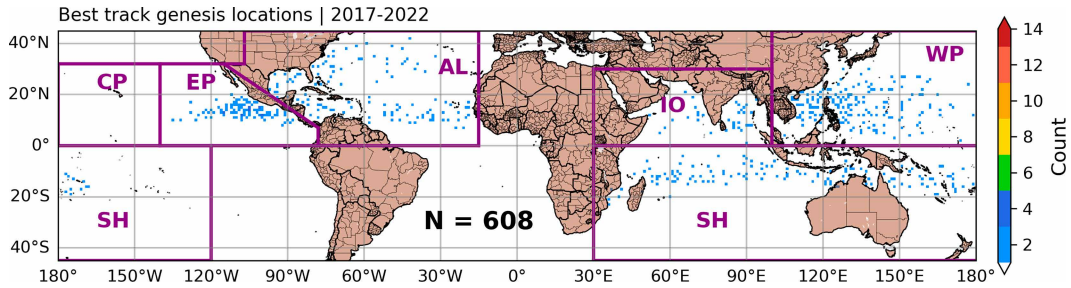 Best track genesis locations | 2017-2022
40°N
20°N
0°
20°S
40°S
CP
EP
AL
IO
WP
SH
N = 608
SH
180°
150°W
120°W
90°W
60°W
30°W
0°
30°E
60°E
90°E
120°E
150°E
180°
14
12
10
8
6
4
2
Count